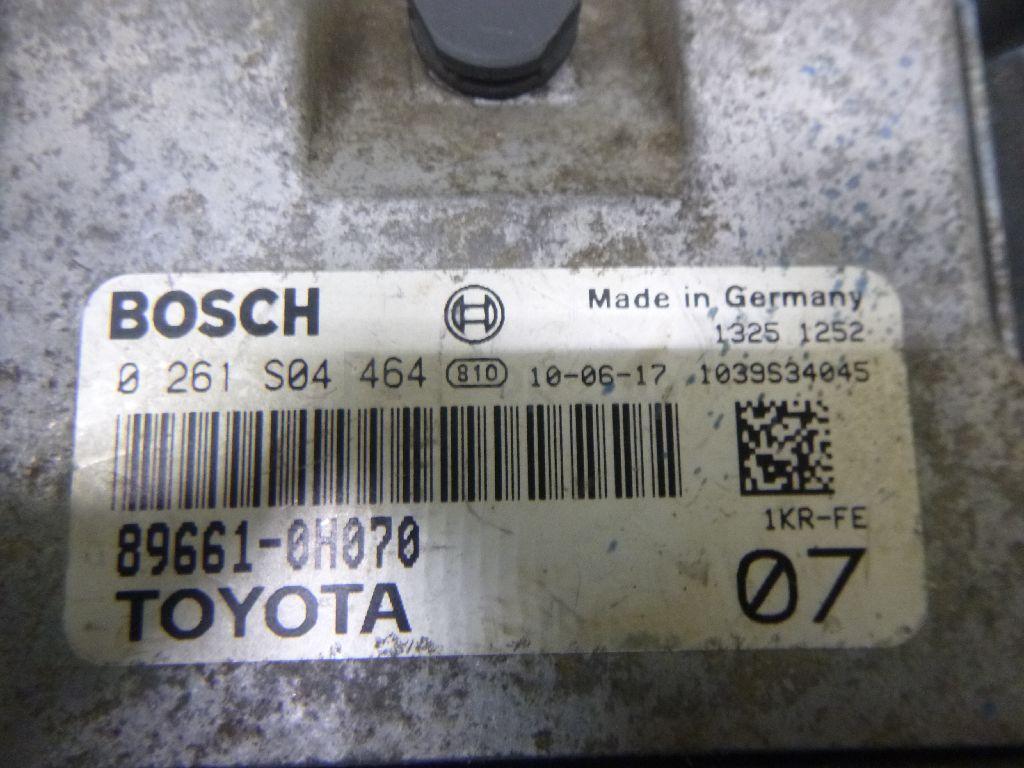 BOSCH Made in Germany
1325 1252
0 261 S04 464 810 10-06-17 1039S34045
1KR-FE
89661-0H070
07
TOYOTA